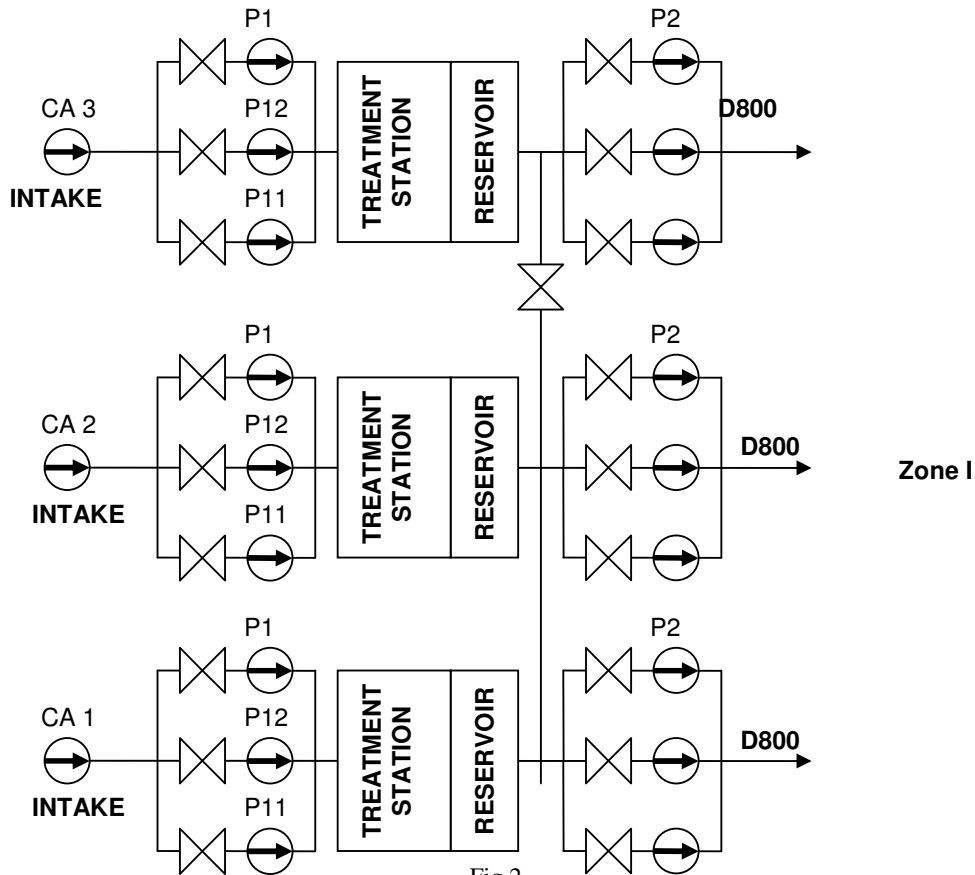 P1
P2
CA 3
P12
D800
TREATMENT
STATION
RESERVOIR
INTAKE
P11
P1
P2
CA 2
P12
D800
TREATMENT
STATION
RESERVOIR
Zone I
INTAKE
P11
P1
P2
CA 1
P12
D800
TREATMENT
STATION
RESERVOIR
INTAKE
P11